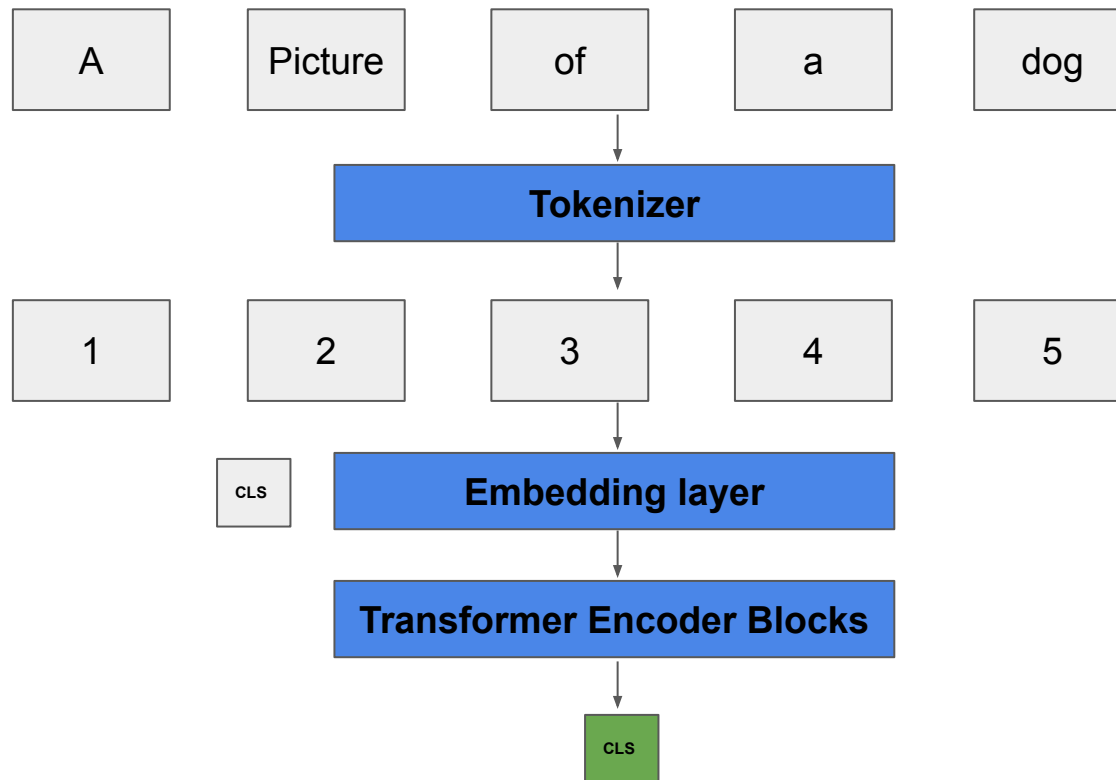 A Picture of a dog
Tokenizer
1 2 3 4 5
CLS Embedding layer
Transformer Encoder Blocks
CLS